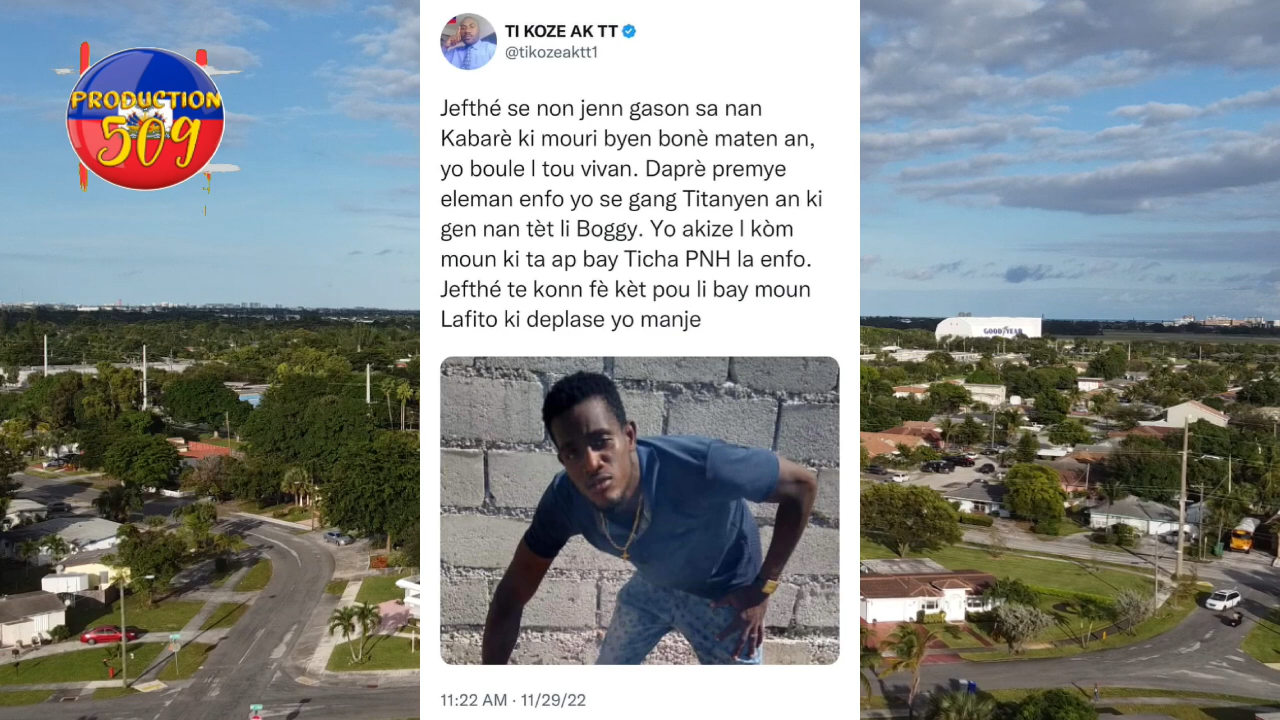 PRODUCTION
509
TI KOZE AK TT
@tikozeaktt1
Jefthé se non jenn gason sa nan
Kabarè ki mouri byen bonè maten an,
yo boule l tou vivan. Daprè premye
eleman enfo yo se gang Titanyen an ki
gen nan tèt li Boggy. Yo akize l kòm
moun ki ta ap bay Ticha PNH la enfo.
Jefthé te konn fè kèt pou li bay moun
Lafito ki deplase yo manje
GOODYEAR
11:22 AM · 11/29/22